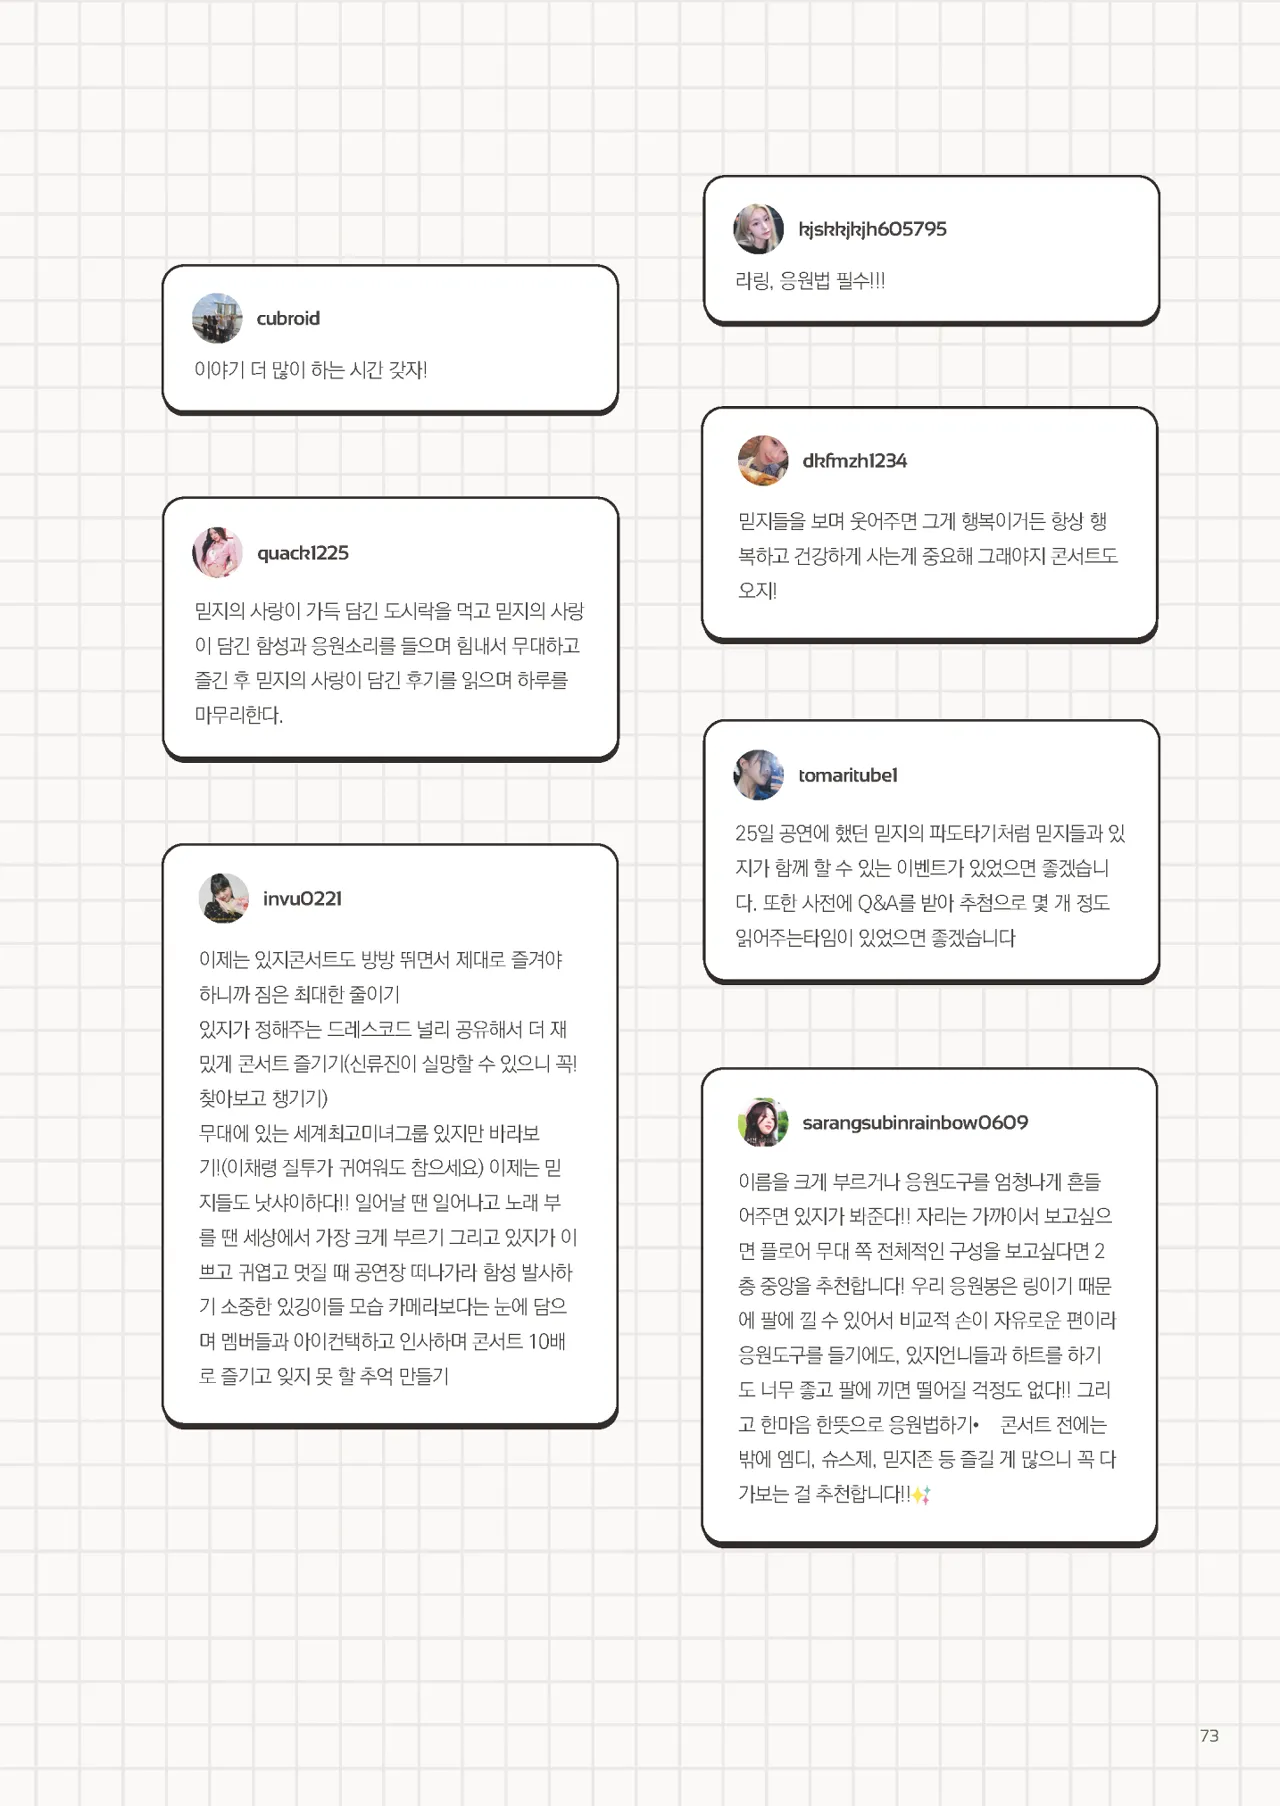 cubroid
이야기 더 많이 하는 시간 갖자!
quack1225
믿지의 사랑이 가득 담긴 도시락을 먹고 믿지의 사랑
이 담긴 함성과 응원소리를 들으며 힘내서 무대하고
즐긴 후 믿지의 사랑이 담긴 후기를 읽으며 하루를
마무리한다.
invu0221
이제는 있지콘서트도 방방 뛰면서 제대로 즐겨야
하니까 짐은 최대한 줄이기
있지가 정해주는 드레스코드 널리 공유해서 더 재
밌게 콘서트 즐기기(신류진이 실망할 수 있으니 꼭!
찾아보고 챙기기)
무대에 있는 세계최고미녀그룹 있지만 바라보
기!(이채령 질투가 귀여워도 참으세요) 이제는 믿
지들도 낫샤이하다!! 일어날 땐 일어나고 노래 부
를 땐 세상에서 가장 크게 부르기 그리고 있지가 이
쁘고 귀엽고 멋질 때 공연장 떠나가라 함성 발사하
기 소중한 있깅이들 모습 카메라보다는 눈에 담으
며 멤버들과 아이컨택하고 인사하며 콘서트 10배
로 즐기고 잊지 못 할 추억 만들기
kjskkjkjh605795
라링, 응원법 필수!!!
dkfmzh1234
믿지들을 보며 웃어주면 그게 행복이거든 항상 행
복하고 건강하게 사는게 중요해 그래야지 콘서트도
오지!
tomaritube1
25일 공연에 했던 믿지의 파도타기처럼 믿지들과 있
지가 함께 할 수 있는 이벤트가 있었으면 좋겠습니
다. 또한 사전에 Q&A를 받아 추첨으로 몇 개 정도
읽어주는타임이 있었으면 좋겠습니다
sarangsubinrainbow0609
이름을 크게 부르거나 응원도구를 엄청나게 흔들
어주면 있지가 봐준다!! 자리는 가까이서 보고싶으
면 플로어 무대 쪽 전체적인 구성을 보고싶다면 2
층 중앙을 추천합니다! 우리 응원봉은 링이기 때문
에 팔에 낄 수 있어서 비교적 손이 자유로운 편이라
응원도구를 들기에도, 있지언니들과 하트를 하기
도 너무 좋고 팔에 끼면 떨어질 걱정도 없다!! 그리
고 한마음 한뜻으로 응원법하기• 콘서트 전에는
밖에 엠디, 슈스제, 믿지존 등 즐길 게 많으니 꼭 다
가보는 걸 추천합니다!!✨
73